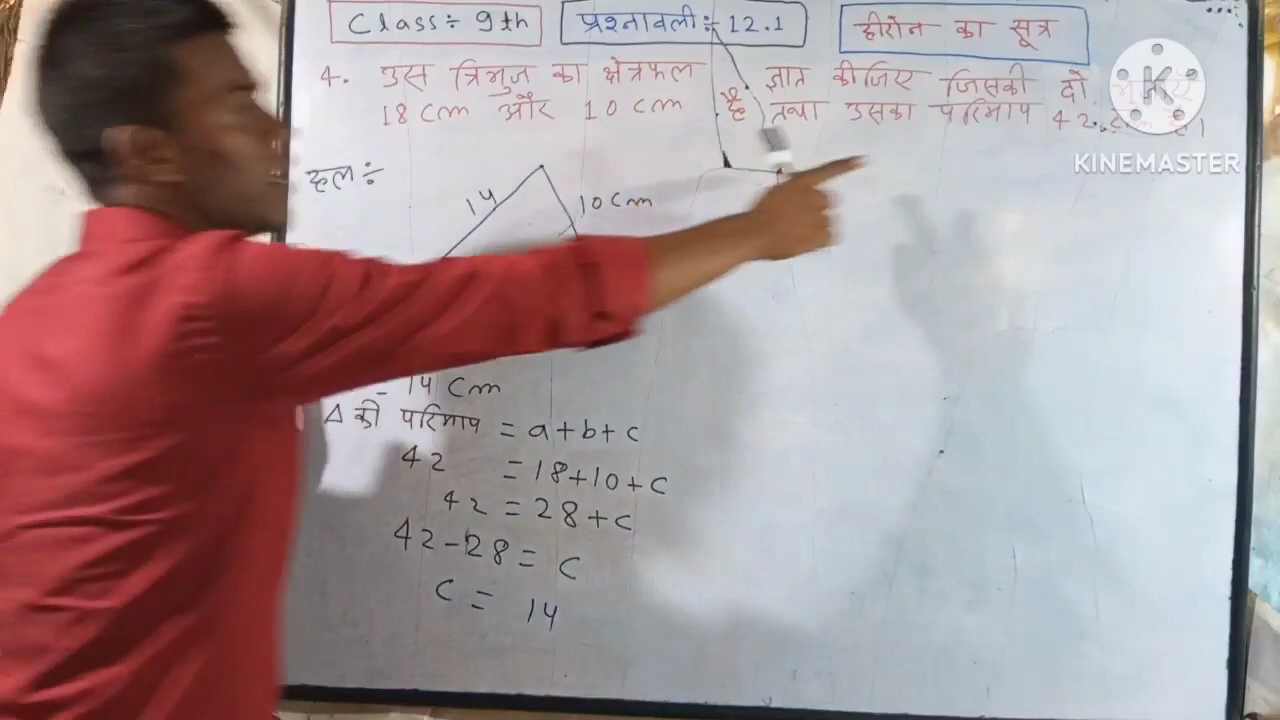 Class÷ 9th
प्रश्नावली÷ 12.1
हीरोन का सूत्र
4. उस त्रिभुज का क्षेत्रफल ज्ञात कीजिए जिसकी दो
18 cm और 10 cm है तथा उसका परिमाप 42
KINEMASTER
हल÷
14
10 cm
= 14 cm
Δ की परिमाप = a+b+c
42 = 18+10+c
42 = 28+c
42-28 = c
c = 14